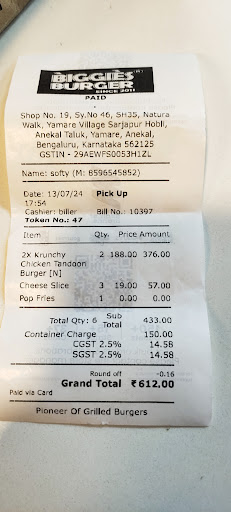 BIGGIES®
BURGER
SINCE 2011
PAID
Shop No. 19, Sy.No 46, SH35, Natura
Walk, Yamare Village Sarjapur Hobli,
Anekal Taluk, Yamare, Anekal,
Bengaluru, Karnataka 562125
GSTIN - 29AEWFS0053H1ZL
Name: softy (M: 8596545852)
Date: 13/07/24 Pick Up
17:54
Cashier: biller Bill No.: 10397
Token No.: 47
Item Qty. Price Amount
2X Krunchy 2 188.00 376.00
Chicken Tandoori
Burger [N]
Cheese Slice 3 19.00 57.00
Pop Fries 1 0.00 0.00
Total Qty: 6 Sub Total 433.00
Container Charge 150.00
CGST 2.5% 14.58
SGST 2.5% 14.58
Round off -0.16
Grand Total ₹612.00
Paid via Card
Pioneer Of Grilled Burgers